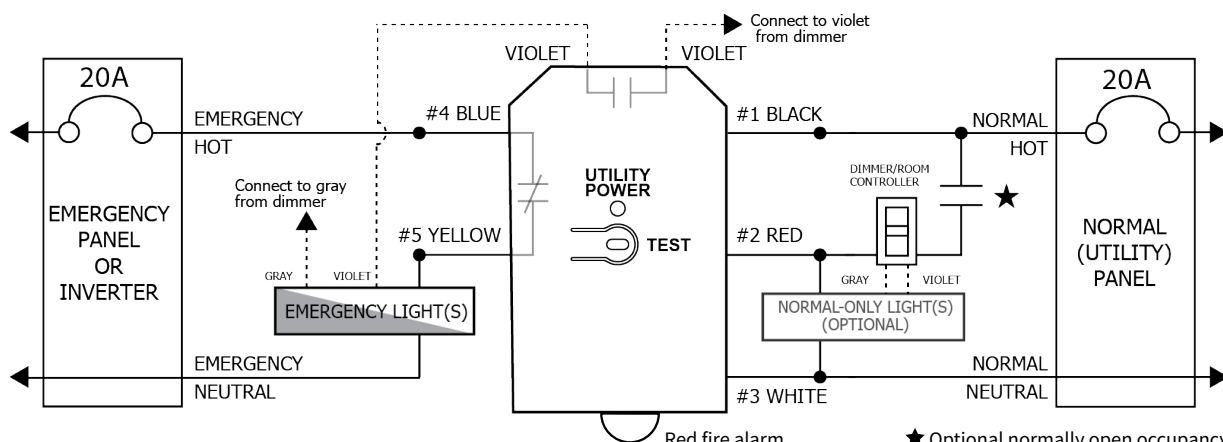 Connect to violet
from dimmer
VIOLET
VIOLET
20A
20A
#4 BLUE
#1 BLACK
EMERGENCY
HOT
NORMAL
HOT
DIMMER/ROOM
CONTROLLER
UTILITY
POWER
Connect to gray
from dimmer
EMERGENCY
PANEL
OR
INVERTER
#5 YELLOW
TEST
#2 RED
NORMAL
(UTILITY)
PANEL
GRAY
VIOLET
GRAY
VIOLET
EMERGENCY LIGHT(S)
NORMAL-ONLY LIGHT(S)
(OPTIONAL)
EMERGENCY
NEUTRAL
NORMAL
NEUTRAL
#3 WHITE
Red fire alarm
★ Optional normally open occupancy